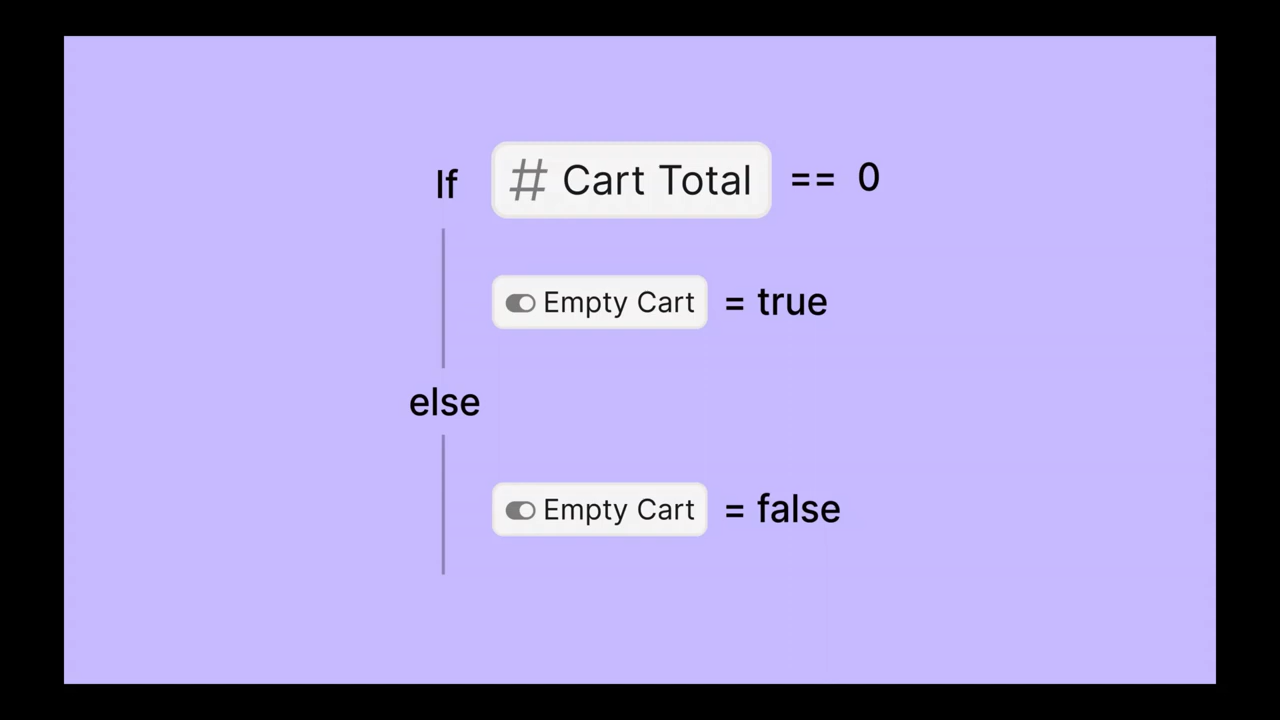 If # Cart Total == 0
Empty Cart = true
else
Empty Cart = false